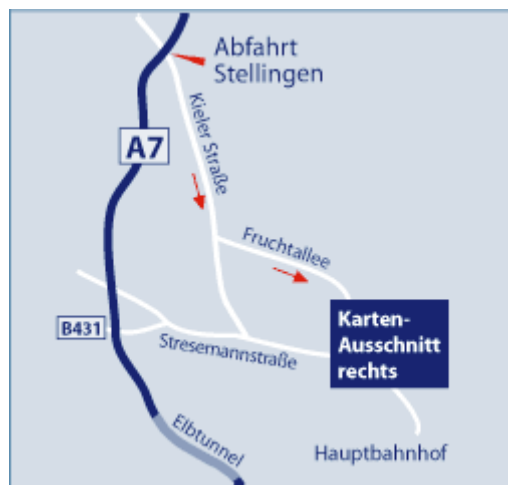 Abfahrt
Stellingen
A7
Kieler Straße
Fruchtallee
B431
Stresemannstraße
Karten-
Ausschnitt
rechts
Elbtunnel
Hauptbahnhof